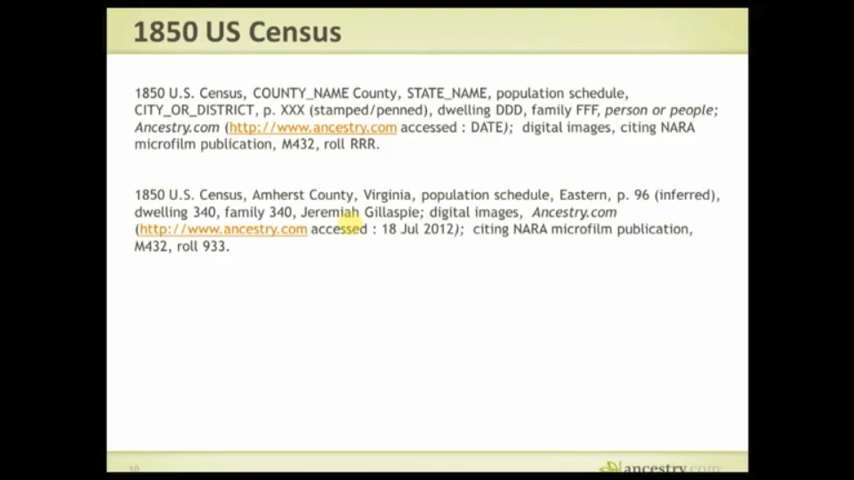 1850 US Census
1850 U.S. Census, COUNTY_NAME County, STATE_NAME, population schedule,
CITY_OR_DISTRICT, p. XXX (stamped/penned), dwelling DDD, family FFF, person or people;
Ancestry.com (http://www.ancestry.com accessed : DATE); digital images, citing NARA
microfilm publication, M432, roll RRR.
1850 U.S. Census, Amherst County, Virginia, population schedule, Eastern, p. 96 (inferred),
dwelling 340, family 340, Jeremiah Gillaspie; digital images, Ancestry.com
(http://www.ancestry.com accessed : 18 Jul 2012); citing NARA microfilm publication,
M432, roll 933.
10
ancestry.com